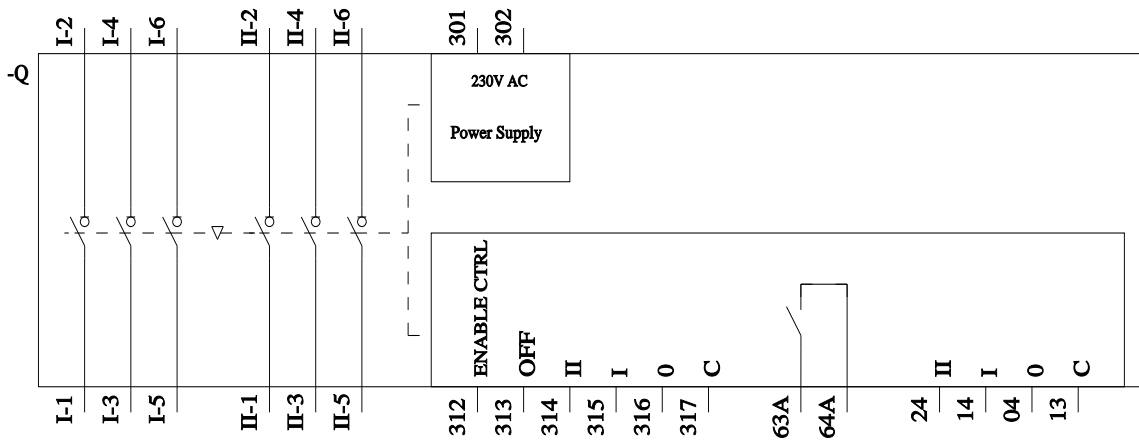 I-2 I-4 I-6 II-2 II-4 II-6 301 302
-Q
230V AC
Power Supply
ENABLE CTRL OFF II I 0 C II I 0 C
I-1 I-3 I-5 II-1 II-3 II-5 312 313 314 315 316 317 63A 64A 24 14 04 13